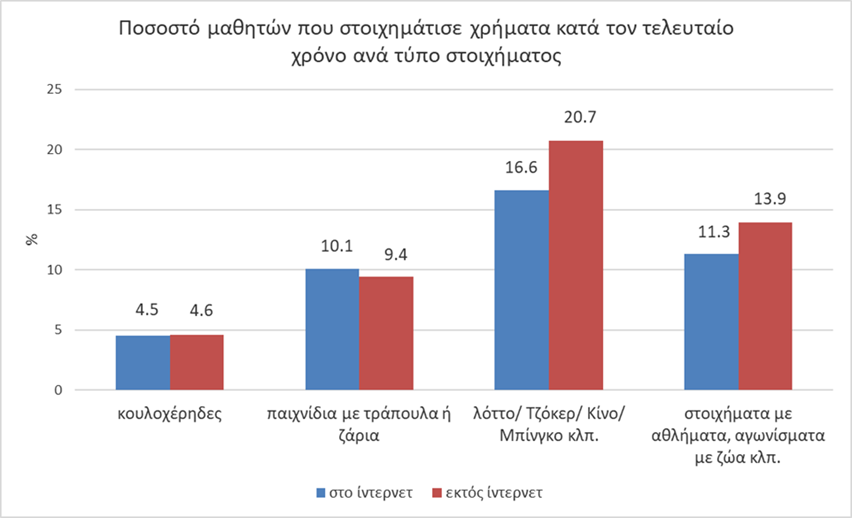 Ποσοστό μαθητών που στοιχημάτισε χρήματα κατά τον τελευταίο
χρόνο ανά τύπο στοιχήματος
25
20
15
10
5
0
%
4.5
4.6
10.1
9.4
16.6
20.7
11.3
13.9
κουλοχέρηδες
παιχνίδια με τράπουλα ή
ζάρια
λόττο/ Τζόκερ/ Κίνο/
Μπίνγκο κλπ.
στοιχήματα με
αθλήματα, αγωνίσματα
με ζώα κλπ.
στο ίντερνετ
εκτός ίντερνετ